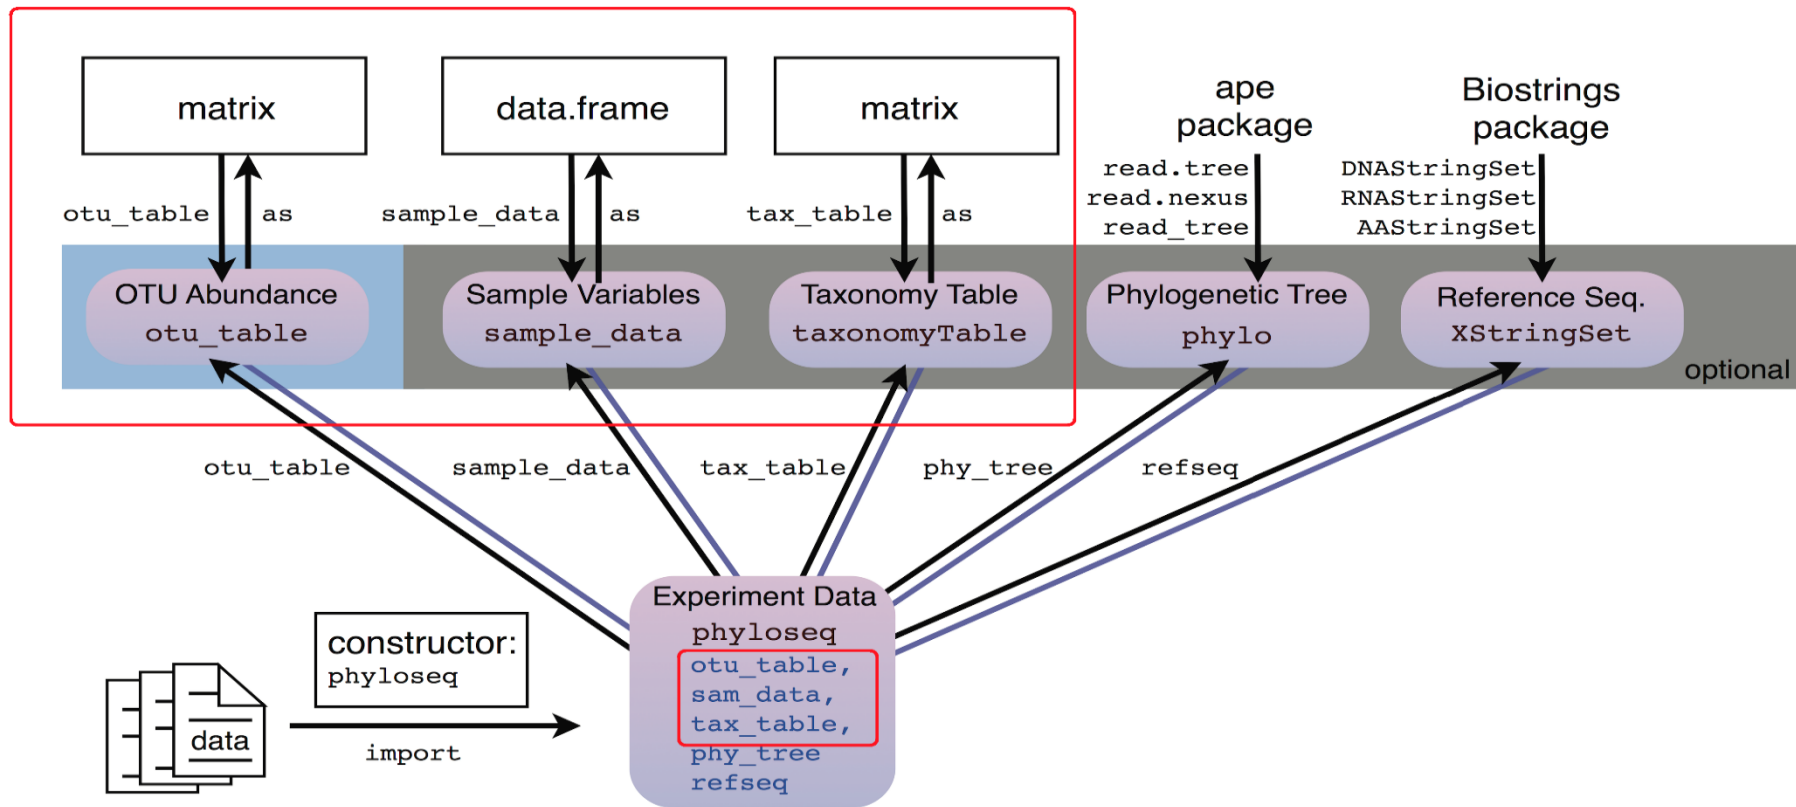 matrix
data.frame
matrix
ape
package
Biostrings
package
read.tree
read.nexus
read_tree
DNAStringSet
RNAStringSet
AAStringSet
otu_table
as
sample_data
as
tax_table
as
OTU Abundance
otu_table
Sample Variables
sample_data
Taxonomy Table
taxonomyTable
Phylogenetic Tree
phylo
Reference Seq.
XStringSet
optional
otu_table
sample_data
tax_table
phy_tree
refseq
Experiment Data
phyloseq
otu_table,
sam_data,
tax_table,
phy_tree
refseq
constructor:
phyloseq
data
import